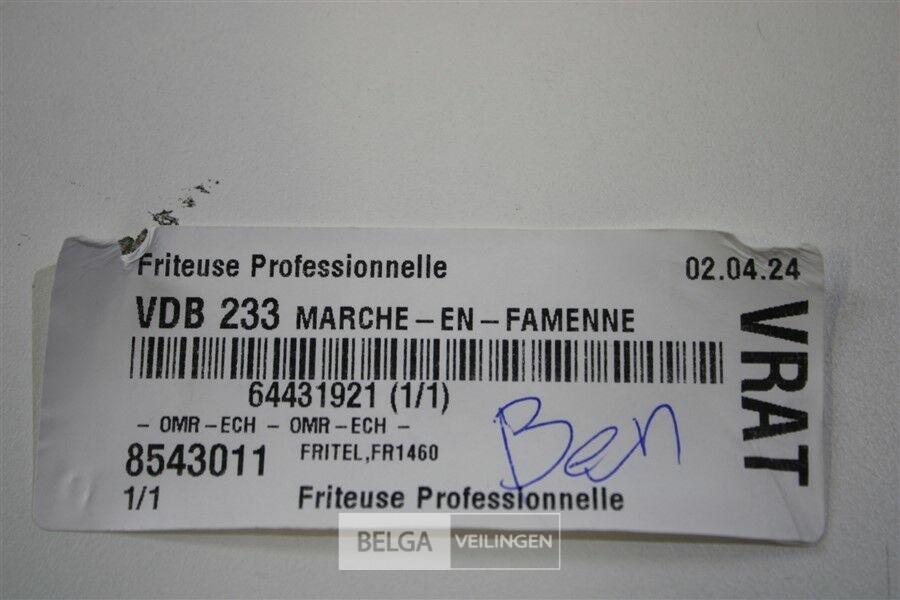 Friteuse Professionnelle 02.04.24
VDB 233 MARCHE-EN-FAMENNE
VRAT
64431921 (1/1)
- OMR-ECH - OMR-ECH -
8543011 FRITEL,FR1460
Ben
1/1 Friteuse Professionnelle
BELGA VEILINGEN